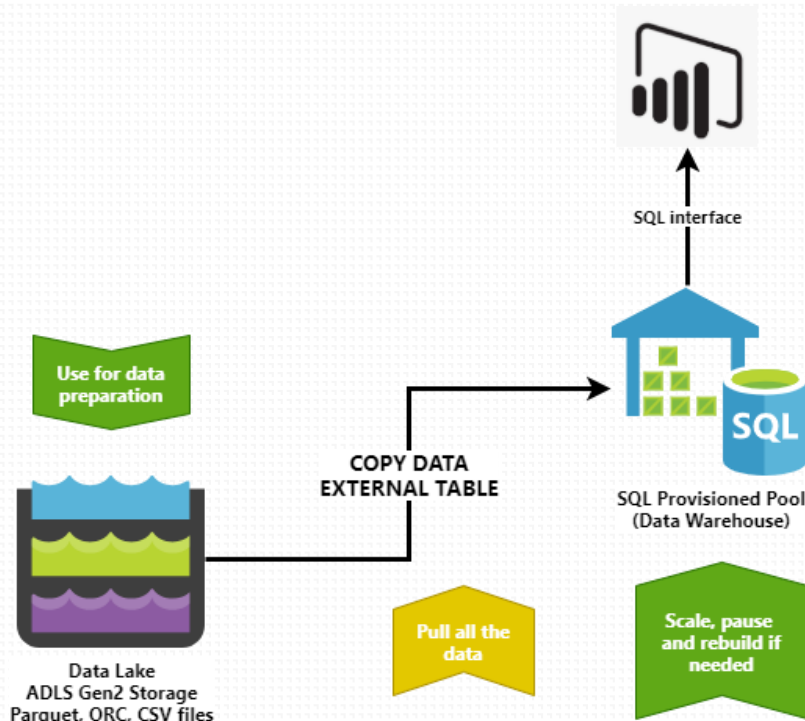 SQL interface
Use for data
preparation
SQL
COPY DATA
EXTERNAL TABLE
SQL Provisioned Pool
(Data Warehouse)
Pull all the
data
Scale, pause
and rebuild if
needed
Data Lake
ADLS Gen2 Storage
Parquet, ORC, CSV files